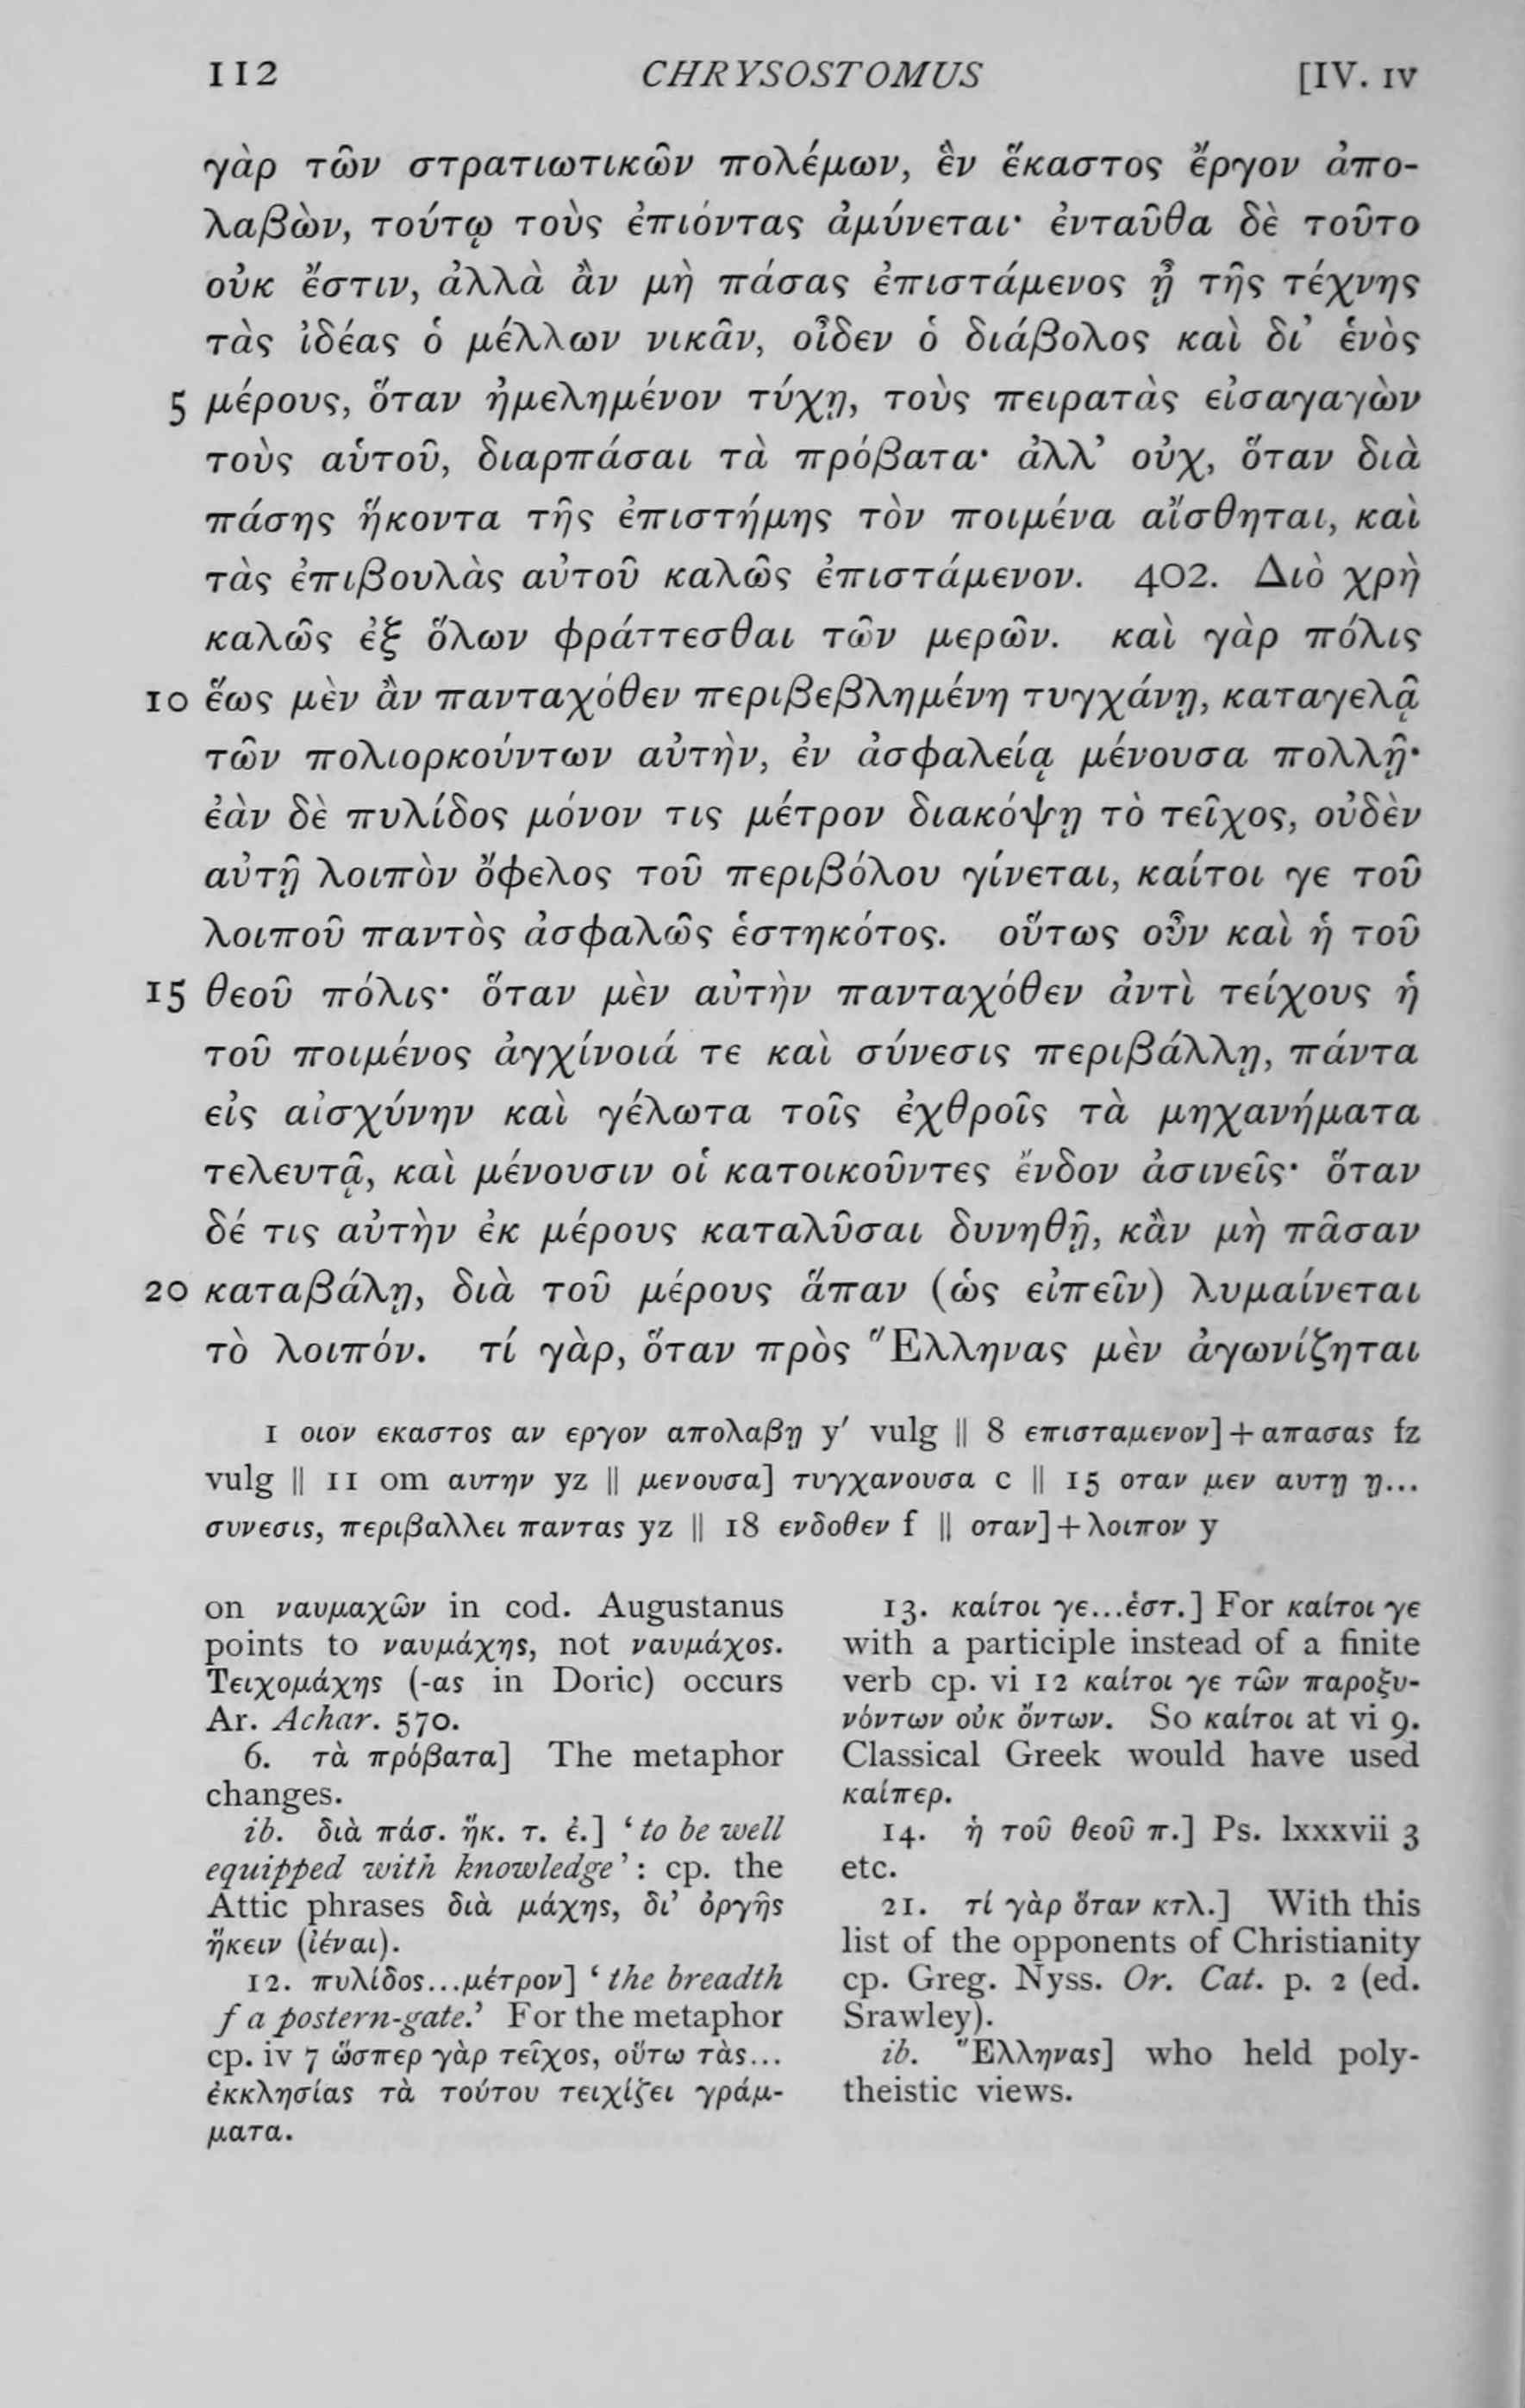 112 CHRYSOSTOMUS [IV. IV
γὰρ τῶν στρατιωτικῶν πολέμων, ἓν ἕκαστος ἔργον ἀπο-
λαβὼν, τούτῳ τοὺς ἐπιόντας ἀμύνεται· ἐνταῦθα δὲ τοῦτο
οὐκ ἔστιν, ἀλλὰ ἂν μὴ πάσας ἐπιστάμενος ᾖ τῆς τέχνης
τὰς ἰδέας ὁ μέλλων νικᾶν, οἶδεν ὁ διάβολος καὶ δι’ ἑνὸς
5 μέρους, ὅταν ἠμελημένον τύχῃ, τοὺς πειρατὰς εἰσαγαγὼν
τοὺς αὑτοῦ, διαρπάσαι τὰ πρόβατα· ἀλλ’ οὐχ, ὅταν διὰ
πάσης ἥκοντα τῆς ἐπιστήμης τὸν ποιμένα αἴσθηται, καὶ
τὰς ἐπιβουλὰς αὐτοῦ καλῶς ἐπιστάμενον. 402. Διὸ χρὴ
καλῶς ἐξ ὅλων φράττεσθαι τῶν μερῶν. καὶ γὰρ πόλις
10 ἕως μὲν ἂν πανταχόθεν περιβεβλημένη τυγχάνῃ, καταγελᾷ
τῶν πολιορκούντων αὐτὴν, ἐν ἀσφαλείᾳ μένουσα πολλῇ·
ἐὰν δὲ πυλίδος μόνον τις μέτρον διακόψῃ τὸ τεῖχος, οὐδὲν
αὐτῇ λοιπὸν ὄφελος τοῦ περιβόλου γίνεται, καίτοι γε τοῦ
λοιποῦ παντὸς ἀσφαλῶς ἑστηκότος. οὕτως οὖν καὶ ἡ τοῦ
15 θεοῦ πόλις· ὅταν μὲν αὐτὴν πανταχόθεν ἀντὶ τείχους ἡ
τοῦ ποιμένος ἀγχίνοιά τε καὶ σύνεσις περιβάλλῃ, πάντα
εἰς αἰσχύνην καὶ γέλωτα τοῖς ἐχθροῖς τὰ μηχανήματα
τελευτᾷ, καὶ μένουσιν οἱ κατοικοῦντες ἔνδον ἀσινεῖς· ὅταν
δέ τις αὐτὴν ἐκ μέρους καταλῦσαι δυνηθῇ, κἂν μὴ πᾶσαν
20 καταβάλῃ, διὰ τοῦ μέρους ἅπαν (ὡς εἰπεῖν) λυμαίνεται
τὸ λοιπόν. τί γὰρ, ὅταν πρὸς Ἕλληνας μὲν ἀγωνίζηται
1 οιον εκαστος αν εργον απολαβῃ y′ vulg || 8 επισταμενον]+απασας fz
vulg || 11 om αυτην yz || μενουσα] τυγχανουσα c || 15 οταν μεν αυτῃ ῃ...
συνεσις, περιβαλλει παντας yz || 18 ενδοθεν f || οταν]+λοιπον y
on ναυμαχῶν in cod. Augustanus
points to ναυμάχης, not ναυμάχος.
Τειχομάχης (-ας in Doric) occurs
Ar. Achar. 570.
6. τὰ πρόβατα] The metaphor
changes.
ib. διὰ πάσ. ἥκ. τ. ἐ.] ‘to be well
equipped with knowledge’: cp. the
Attic phrases διὰ μάχης, δι’ ὀργῆς
ἥκειν (ἰέναι).
12. πυλίδος...μέτρον] ‘the breadth
f a postern-gate.’ For the metaphor
cp. iv 7 ὥσπερ γὰρ τεῖχος, οὕτω τὰς...
ἐκκλησίας τὰ τούτου τειχίζει γράμ-
ματα.
13. καίτοι γε...ἑστ.] For καίτοι γε
with a participle instead of a finite
verb cp. vi 12 καίτοι γε τῶν παροξυ-
νόντων οὐκ ὄντων. So καίτοι at vi 9.
Classical Greek would have used
καίπερ.
14. ἡ τοῦ θεοῦ π.] Ps. lxxxvii 3
etc.
21. τί γὰρ ὅταν κτλ.] With this
list of the opponents of Christianity
cp. Greg. Nyss. Or. Cat. p. 2 (ed.
Srawley).
ib. Ἕλληνας] who held poly-
theistic views.